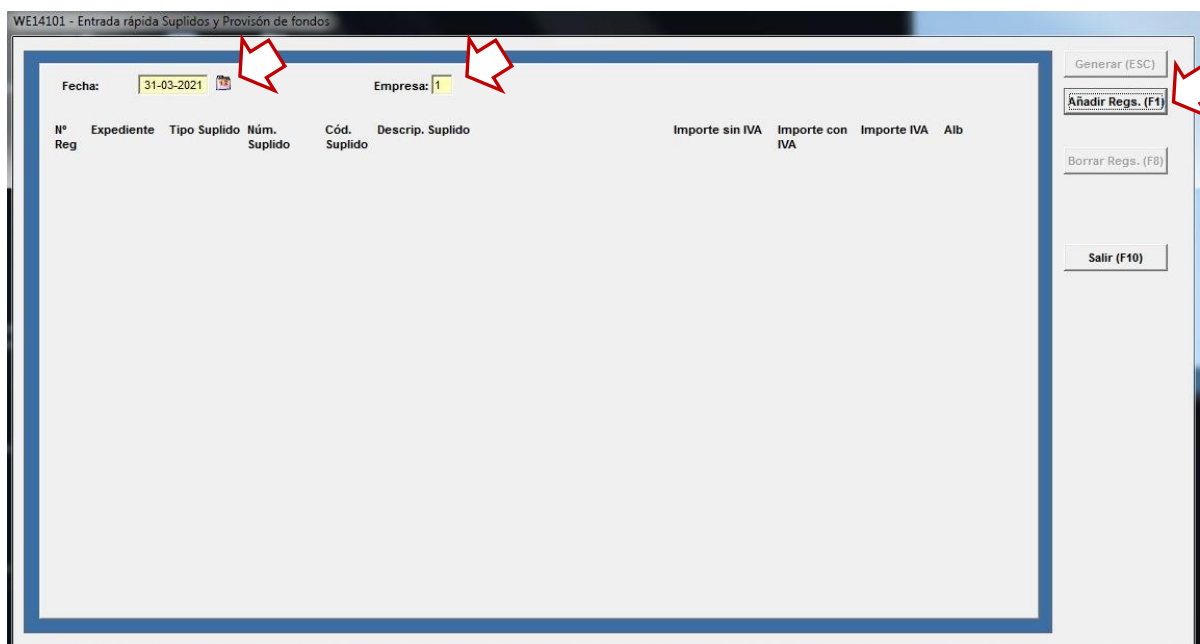 WE14101 - Entrada rápida Suplidos y Provisón de fondos
Generar (ESC)
Fecha: 31-03-2021 Empresa: 1
Añadir Regs. (F1)
Nº Expediente Tipo Suplido Núm. Cód. Descrip. Suplido Importe sin IVA Importe con Importe IVA Alb
Reg Suplido Suplido IVA
Borrar Regs. (F8)
Salir (F10)